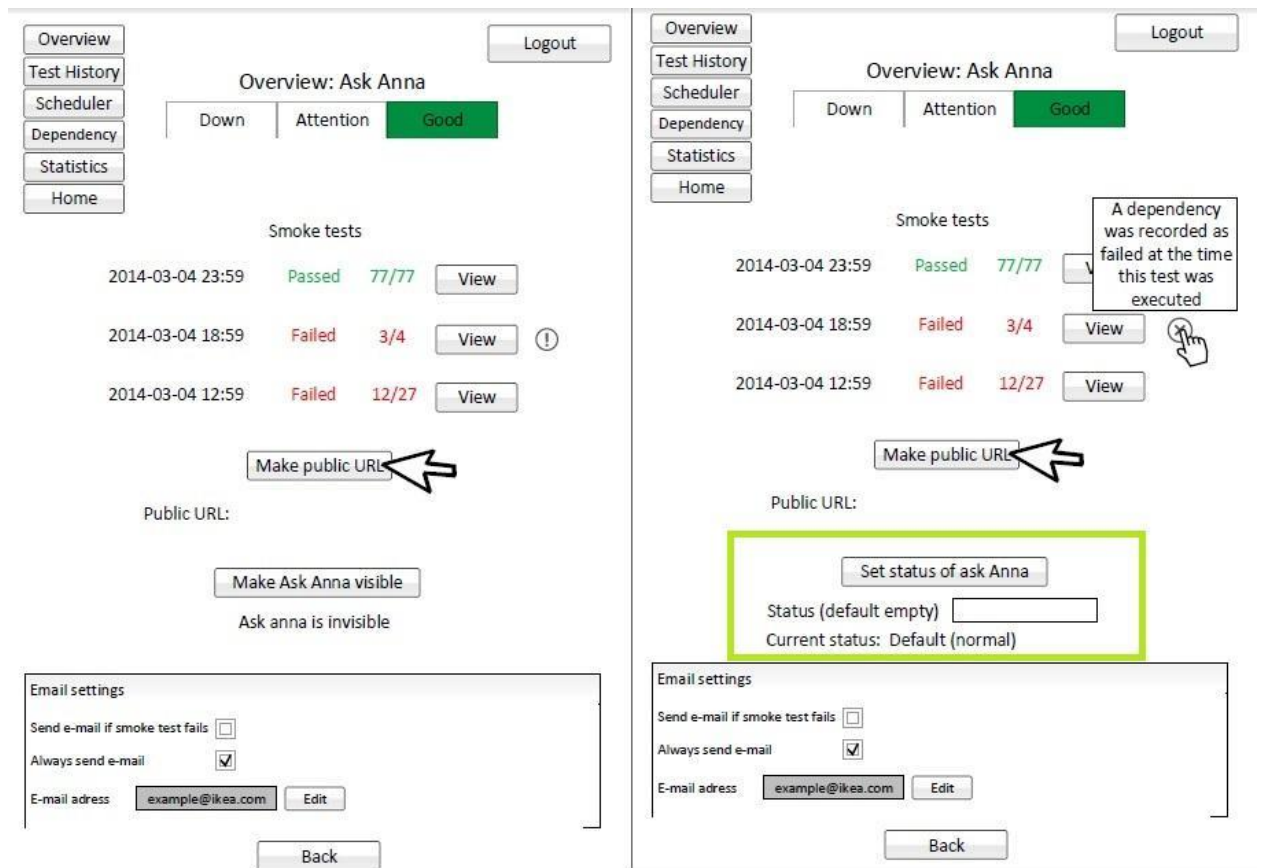 Overview
Logout
Test History
Overview: Ask Anna
Scheduler
Down Attention Good
Dependency
Statistics
Home
Smoke tests
2014-03-04 23:59 Passed 77/77 View
2014-03-04 18:59 Failed 3/4 View !
2014-03-04 12:59 Failed 12/27 View
Make public URL
Public URL:
Make Ask Anna visible
Ask anna is invisible
Email settings
Send e-mail if smoke test fails
Always send e-mail
E-mail adress example@ikea.com Edit
Back
Overview
Logout
Test History
Overview: Ask Anna
Scheduler
Down Attention Good
Dependency
Statistics
Home
A dependency
was recorded as
failed at the time
this test was
executed
Smoke tests
2014-03-04 23:59 Passed 77/77
2014-03-04 18:59 Failed 3/4 View
2014-03-04 12:59 Failed 12/27 View
Make public URL
Public URL:
Set status of ask Anna
Status (default empty)
Current status: Default (normal)
Email settings
Send e-mail if smoke test fails
Always send e-mail
E-mail adress example@ikea.com Edit
Back